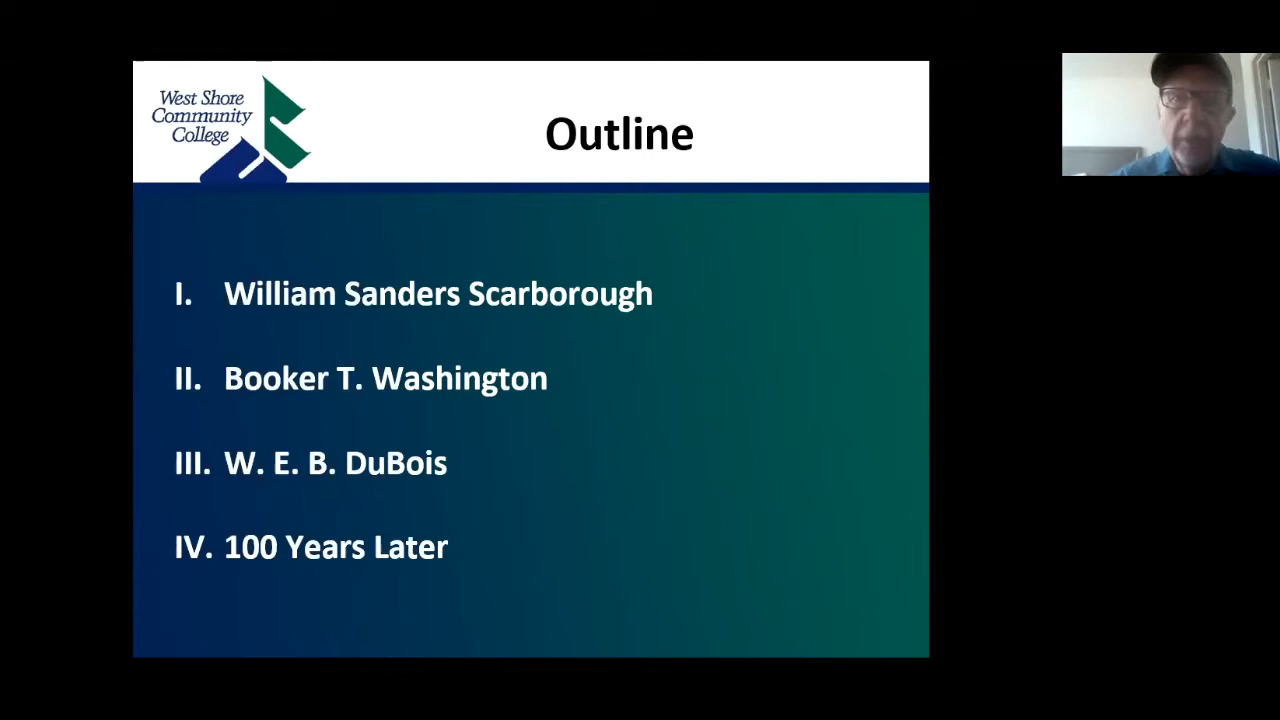 West Shore
Community
College
Outline
I. William Sanders Scarborough
II. Booker T. Washington
III. W. E. B. DuBois
IV. 100 Years Later